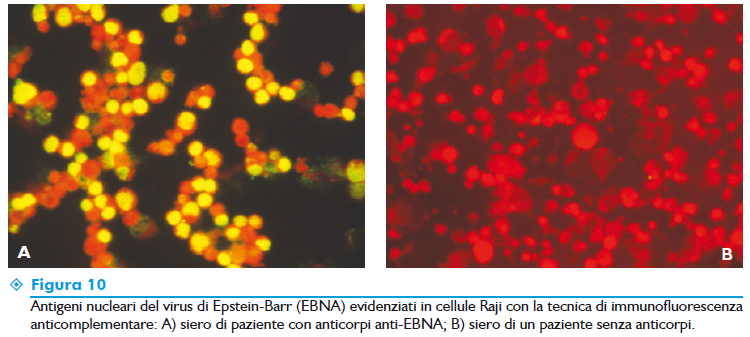 A
B
Figura 10
Antigeni nucleari del virus di Epstein-Barr (EBNA) evidenziati in cellule Raji con la tecnica di immunofluorescenza
anticomplementare: A) siero di paziente con anticorpi anti-EBNA; B) siero di un paziente senza anticorpi.